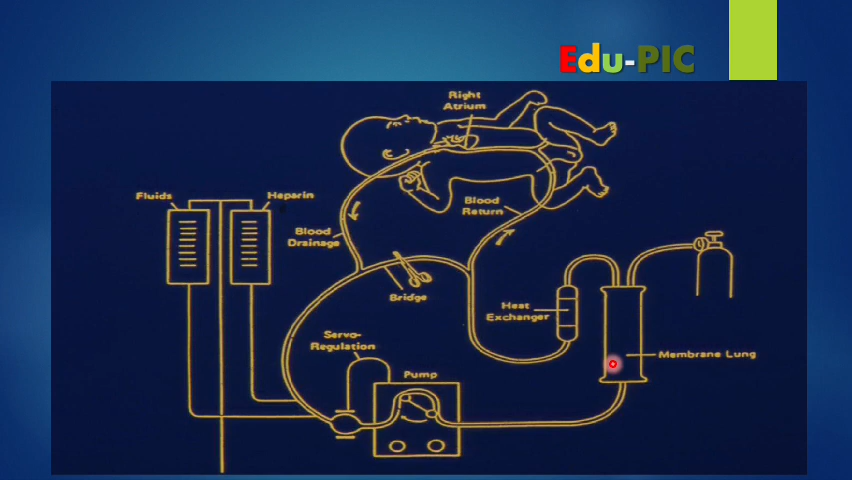 Edu-PIC
Right
Atrium
Fluids
Heparin
Blood
Return
Blood
Drainage
Bridge
Heat
Exchanger
Servo-
Regulation
Membrane Lung
Pump